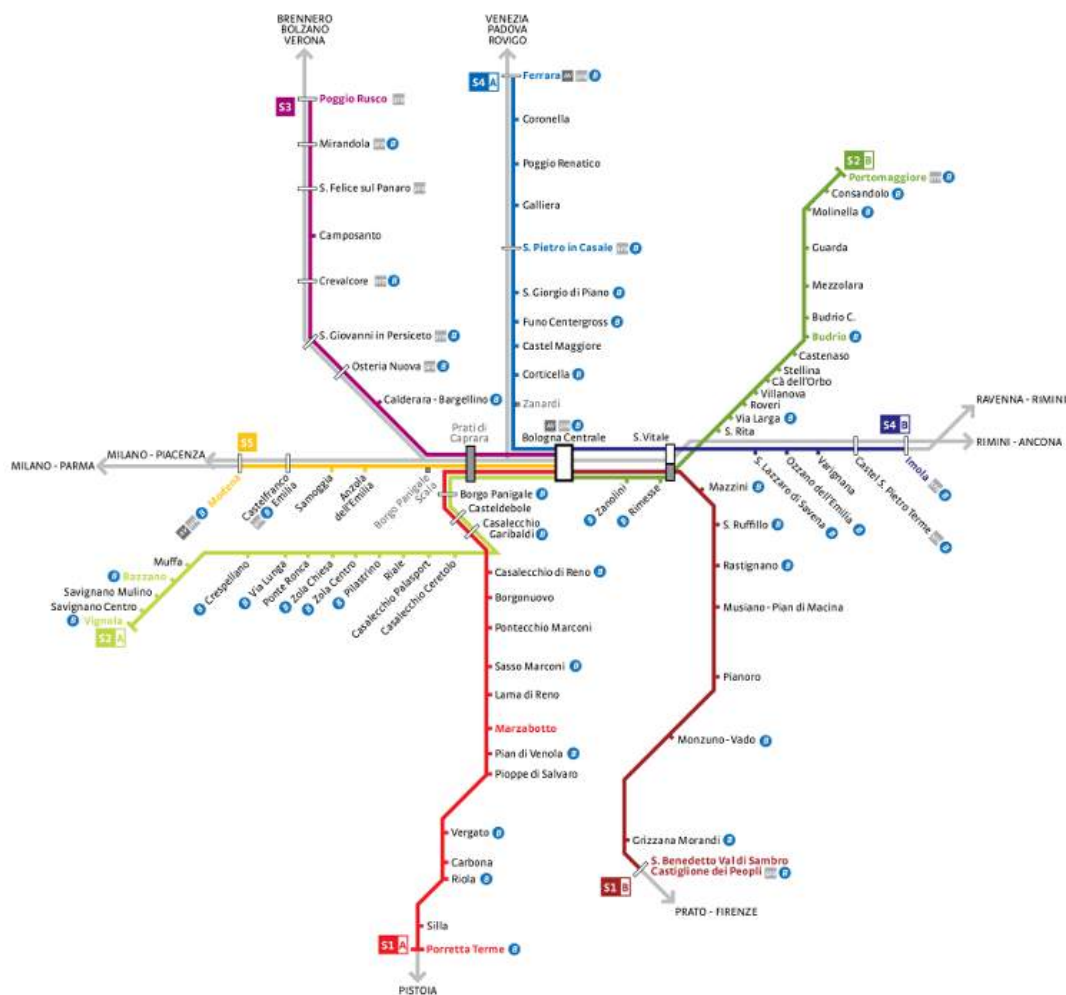 BRENNERO
BOLZANO
VERONA
VENEZIA
PADOVA
ROVIGO
S3
Poggio Rusco
Mirandola B
S. Felice sul Panaro
Camposanto
Crevalcore B
S. Giovanni in Persiceto B
Osteria Nuova B
Calderara - Bargellino B
S4 A
Ferrara AV B
Coronella
Poggio Renatico
Galliera
S. Pietro in Casale B
S. Giorgio di Piano B
Funo Centergross B
Castel Maggiore
Corticella B
Zanardi
S2 B
Portomaggiore B
Consandolo B
Molinella B
Guarda
Mezzolara
Budrio C.
Budrio B
Castenaso
Stellina
Cà dell'Orbo
Villanova
Roveri
Via Larga B
S. Rita
RAVENNA - RIMINI
RIMINI - ANCONA
Prati di
Caprara
AV B
Bologna Centrale
S.Vitale
MILANO - PIACENZA
MILANO - PARMA
S5
AV B Modena
Castelfranco
B Emilia
Samoggia
Anzola
dell'Emilia
Borgo Panigale
Scala
Borgo Panigale B
Casteldebole
Casalecchio
Garibaldi B
B Zanolini
B Rimesse
S. Lazzaro di Savena B
Ozzano dell'Emilia B
Varignana
Castel S. Pietro Terme B
Imola B
S4 B
Muffa
B Bazzano
Savignano Mulino
Savignano Centro
B Vignola
S2 A
B Crespellano
B Via Lunga
Ponte Ronca
B Zola Chiesa
B Zola Centro
B Pilastrino
Riale
Casalecchio Palasport
Casalecchio Ceretolo
Casalecchio di Reno B
Borgonuovo
Pontecchio Marconi
Sasso Marconi B
Lama di Reno
Marzabotto
Pian di Venola B
Pioppe di Salvaro
Vergato B
Carbona
Riola B
Silla
S1 A
Porretta Terme B
PISTOIA
Mazzini B
S. Ruffillo B
Rastignano B
Musiano - Pian di Macina
Pianoro
Monzuno - Vado B
Grizzana Morandi B
S. Benedetto Val di Sambro
Castiglione dei Peopli B
S1 B
PRATO - FIRENZE